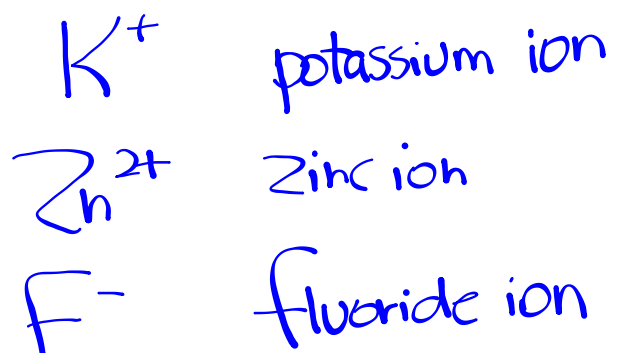 K⁺ potassium ion
Zn²⁺ zinc ion
F⁻ fluoride ion